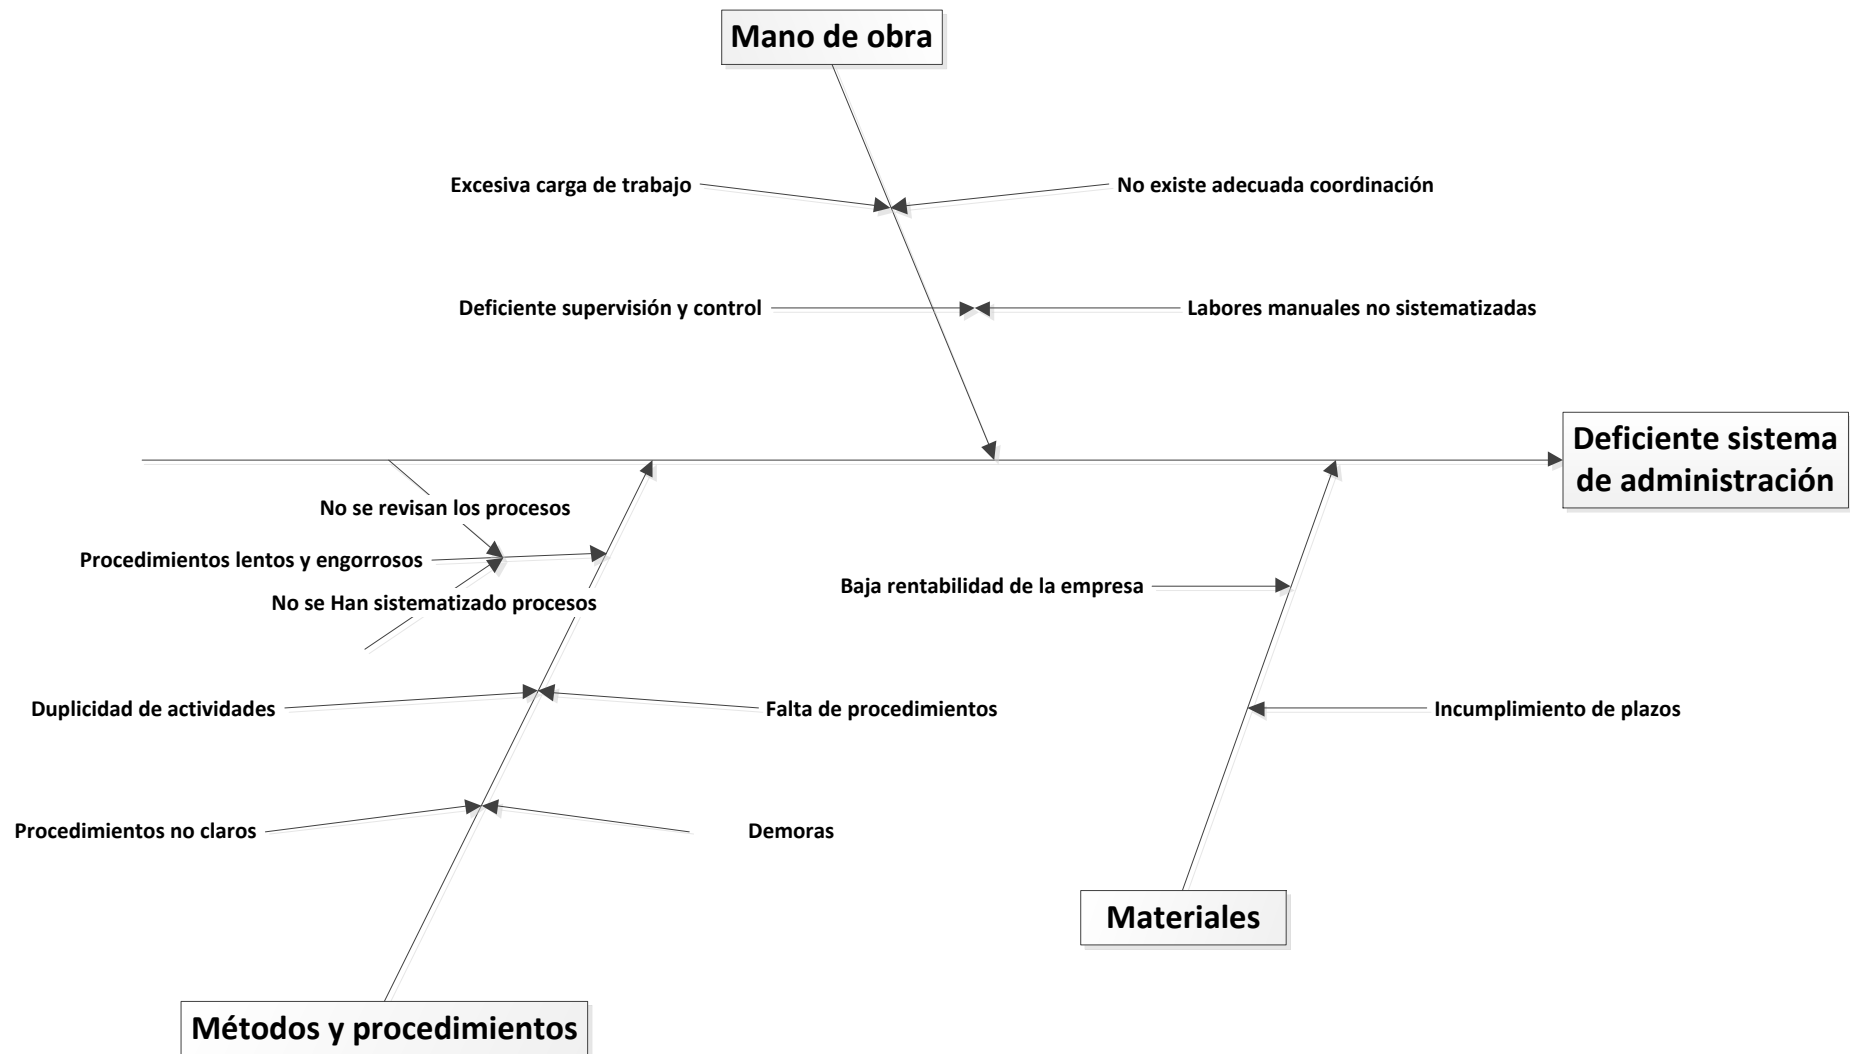 Mano de obra
Excesiva carga de trabajo
No existe adecuada coordinación
Deficiente supervisión y control
Labores manuales no sistematizadas
Deficiente sistema
de administración
No se revisan los procesos
Procedimientos lentos y engorrosos
No se Han sistematizado procesos
Baja rentabilidad de la empresa
Duplicidad de actividades
Falta de procedimientos
Incumplimiento de plazos
Procedimientos no claros
Demoras
Materiales
Métodos y procedimientos